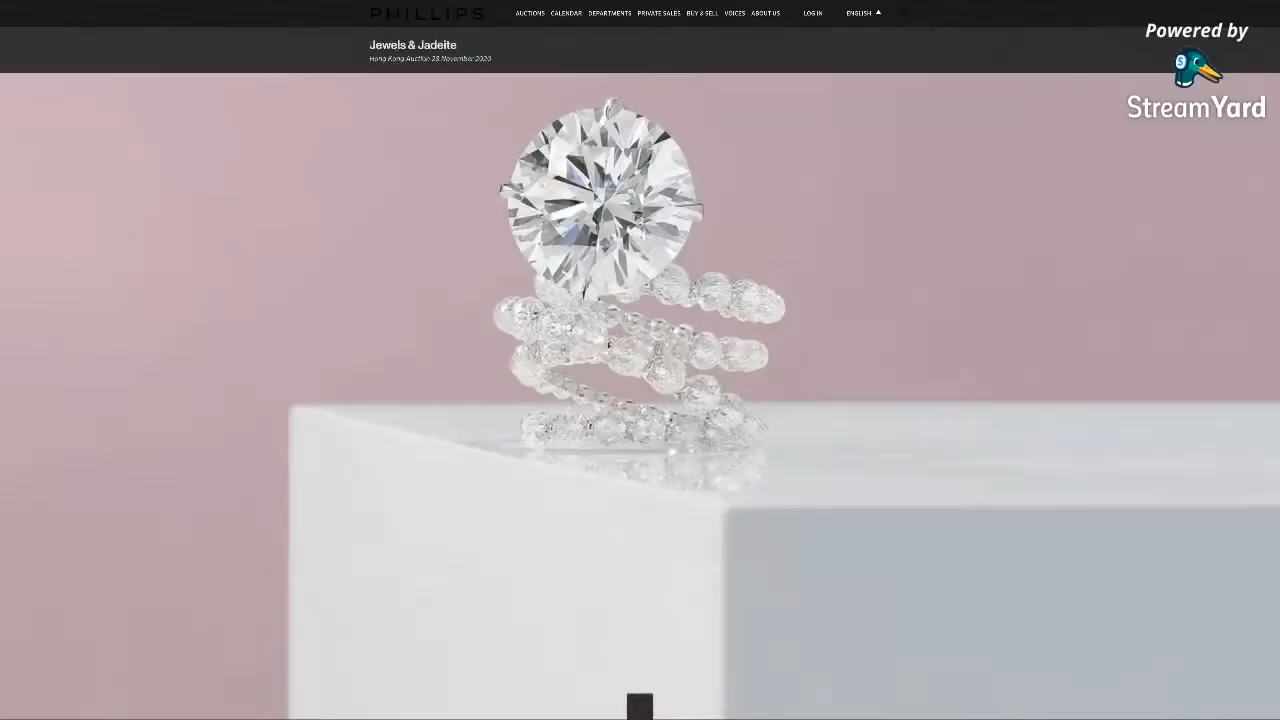 PHILLIPS
AUCTIONS CALENDAR DEPARTMENTS PRIVATE SALES BUY & SELL VOICES ABOUT US LOG IN ENGLISH
Jewels & Jadeite
Hong Kong Auction 28 November 2020
Powered by
S
StreamYard